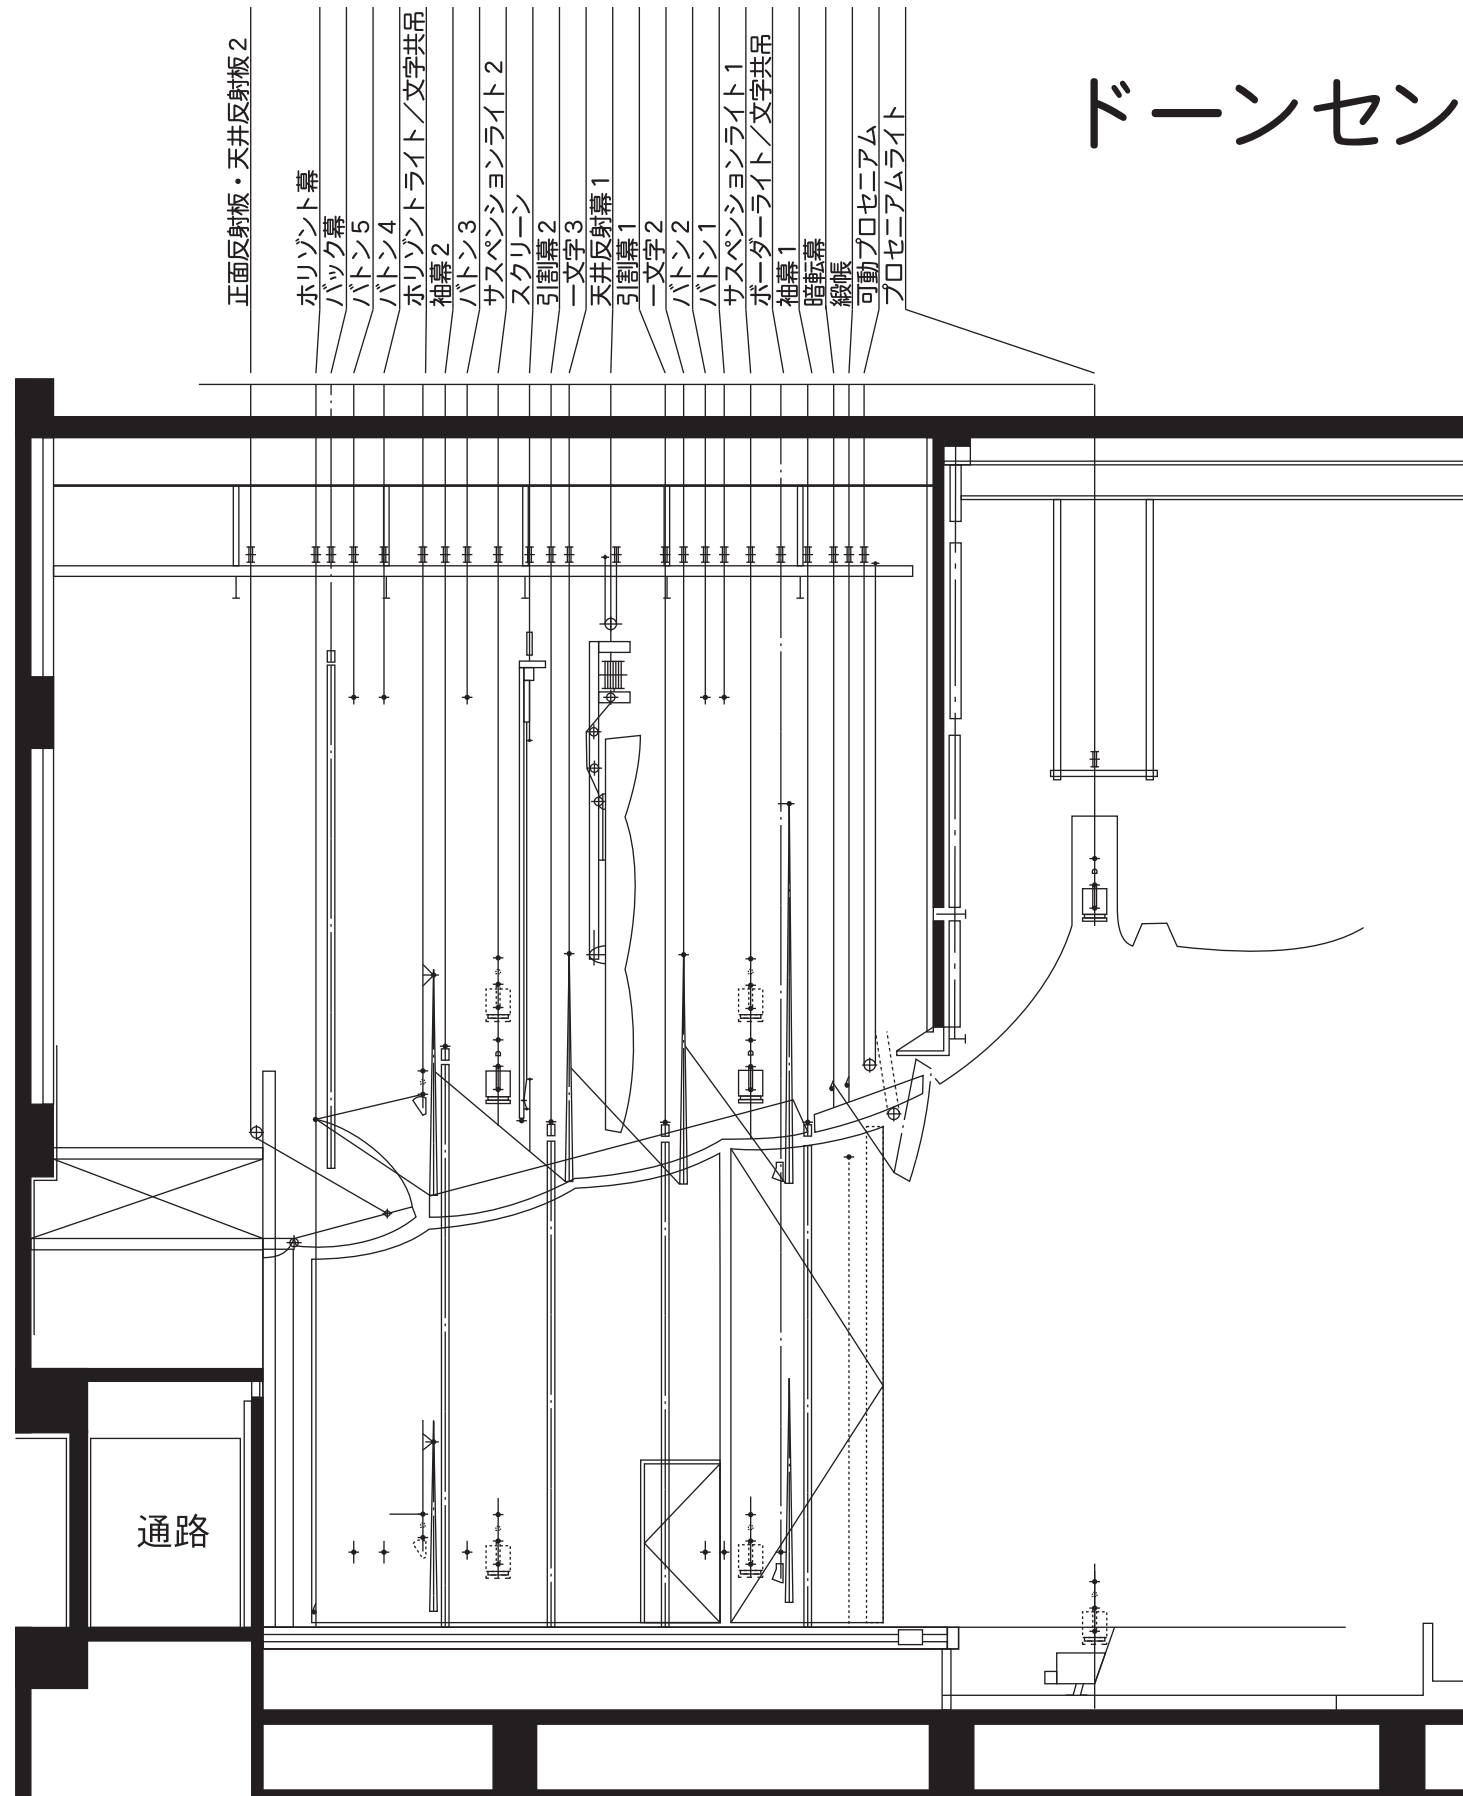 ドーンセン
正面反射板・天井反射板2
ホリゾント幕
バック幕
バトン5
バトン4
ホリゾントライト／文字共吊
袖幕2
バトン3
サスペンションライト2
スクリーン
引割幕2
一文字3
天井反射幕1
引割幕1
一文字2
バトン2
バトン1
サスペンションライト1
ボーダーライト／文字共吊
袖幕1
暗転幕
緞帳
可動プロセニアム
プロセニアムライト
通路